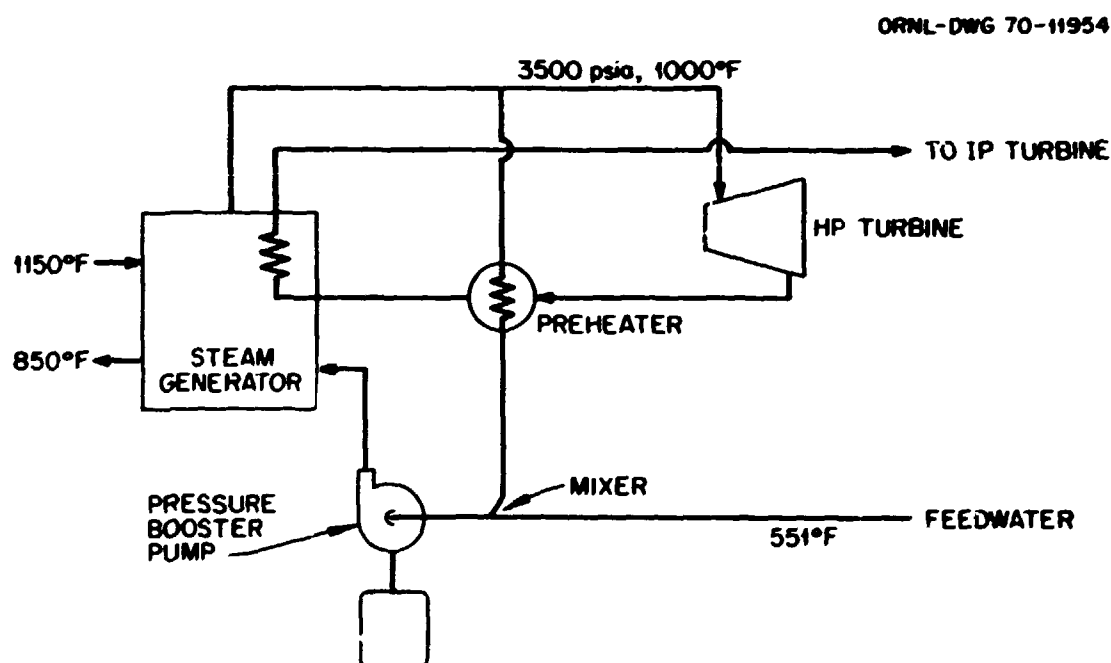 ORNL-DWG 70-11954
3500 psia, 1000°F
TO IP TURBINE
HP TURBINE
1150°F
PREHEATER
850°F
STEAM
GENERATOR
MIXER
PRESSURE
BOOSTER
PUMP
FEEDWATER
551°F